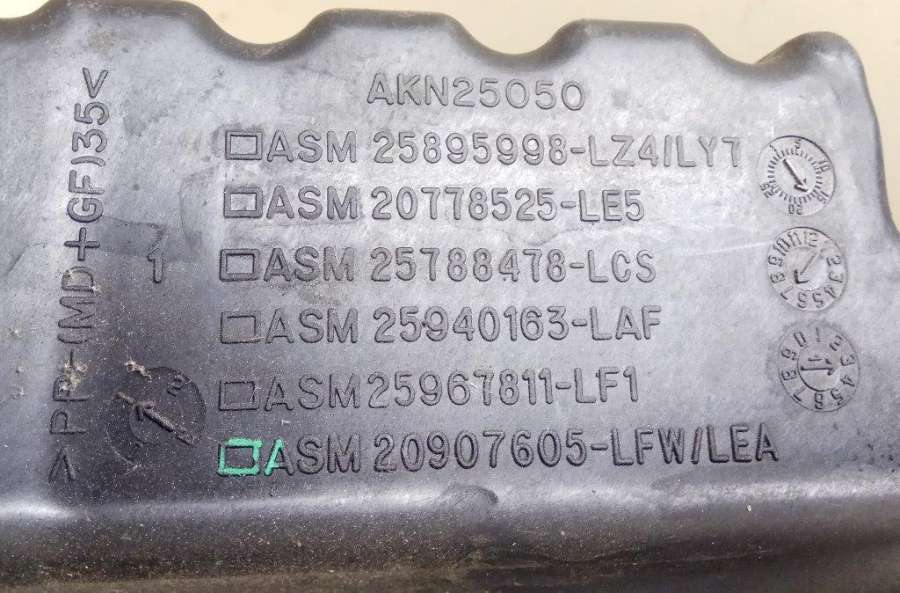 AKN25050
□ASM 25895998-LZ4/LY7
□ASM 20778525-LE5
□ASM 25788478-LCS
□ASM 25940163-LAF
□ASM 25967811-LF1
□ASM 20907605-LFW/LEA
>PP-(MD+GF)35<
1